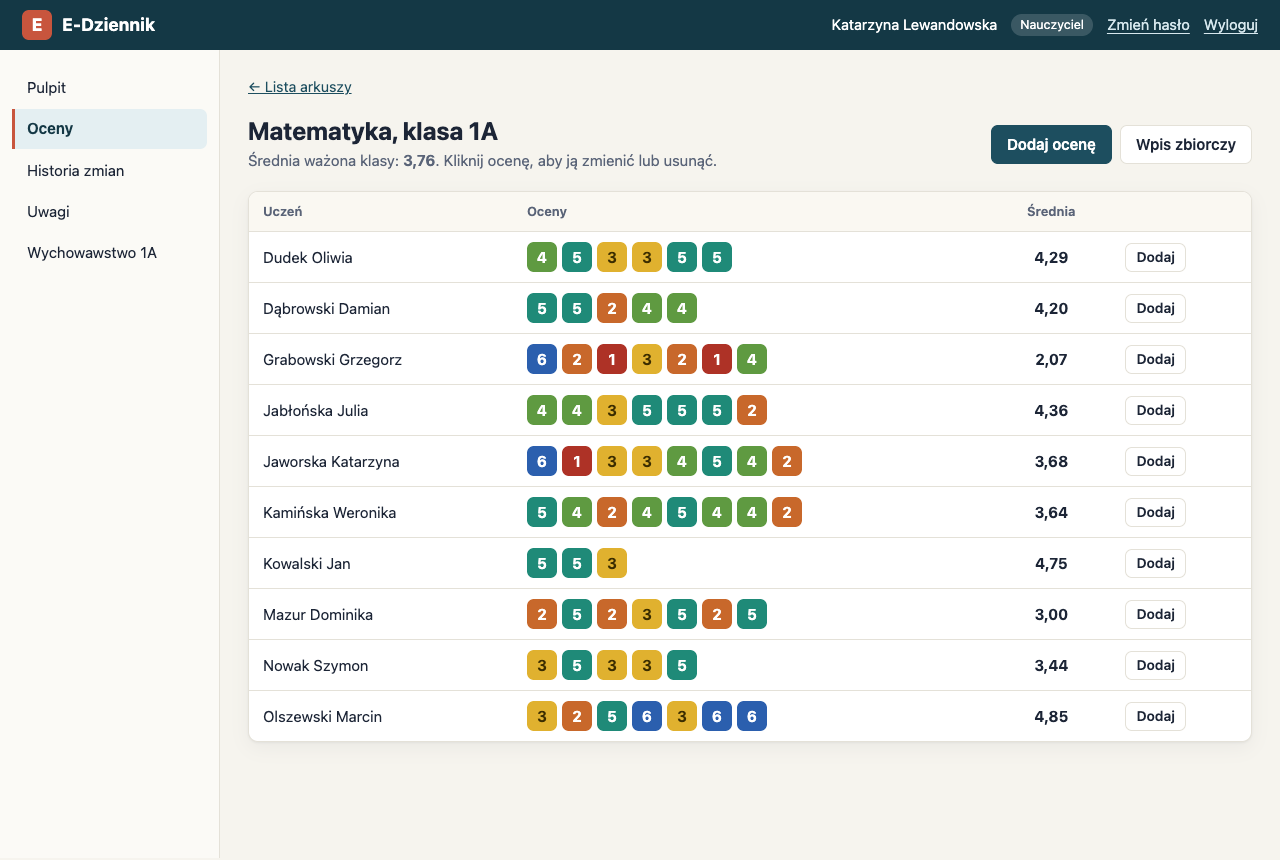 E E-Dziennik
Katarzyna Lewandowska Nauczyciel Zmień hasło Wyloguj
Pulpit
Oceny
Historia zmian
Uwagi
Wychowawstwo 1A
← Lista arkuszy
Matematyka, klasa 1A
Średnia ważona klasy: 3,76. Kliknij ocenę, aby ją zmienić lub usunąć.
Dodaj ocenę Wpis zbiorczy
Uczeń Oceny Średnia
Dudek Oliwia 4 5 3 3 5 5 4,29 Dodaj
Dąbrowski Damian 5 5 2 4 4 4,20 Dodaj
Grabowski Grzegorz 6 2 1 3 2 1 4 2,07 Dodaj
Jabłońska Julia 4 4 3 5 5 5 2 4,36 Dodaj
Jaworska Katarzyna 6 1 3 3 4 5 4 2 3,68 Dodaj
Kamińska Weronika 5 4 2 4 5 4 4 2 3,64 Dodaj
Kowalski Jan 5 5 3 4,75 Dodaj
Mazur Dominika 2 5 2 3 5 2 5 3,00 Dodaj
Nowak Szymon 3 5 3 3 5 3,44 Dodaj
Olszewski Marcin 3 2 5 6 3 6 6 4,85 Dodaj